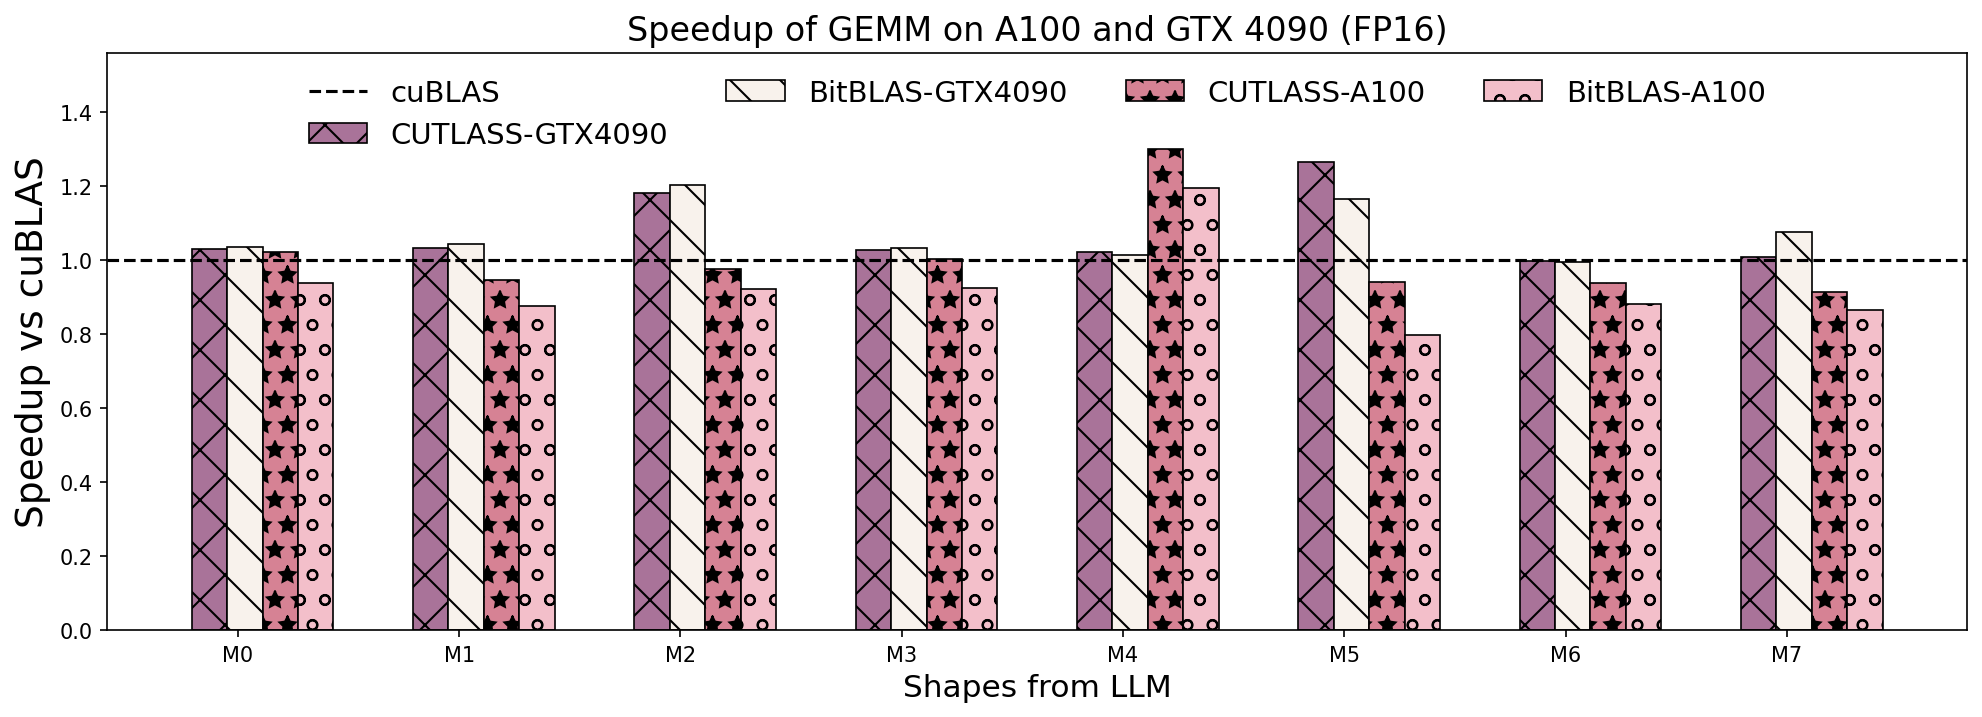 Speedup of GEMM on A100 and GTX 4090 (FP16)
cuBLAS
CUTLASS-GTX4090
BitBLAS-GTX4090
CUTLASS-A100
BitBLAS-A100
Speedup vs cuBLAS
1.4
1.2
1.0
0.8
0.6
0.4
0.2
0.0
M0 M1 M2 M3 M4 M5 M6 M7
Shapes from LLM